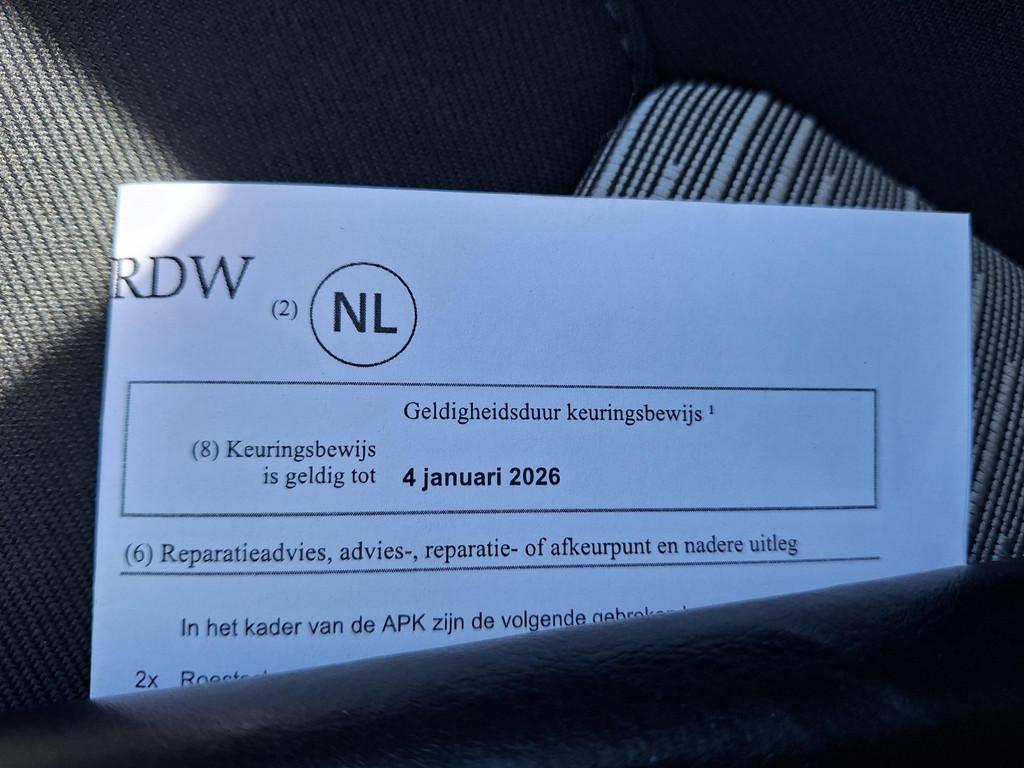 RDW
(2) NL
Geldigheidsduur keuringsbewijs ¹
(8) Keuringsbewijs
is geldig tot 4 januari 2026
(6) Reparatieadvies, advies-, reparatie- of afkeurpunt en nadere uitleg
In het kader van de APK zijn de volgende
2x